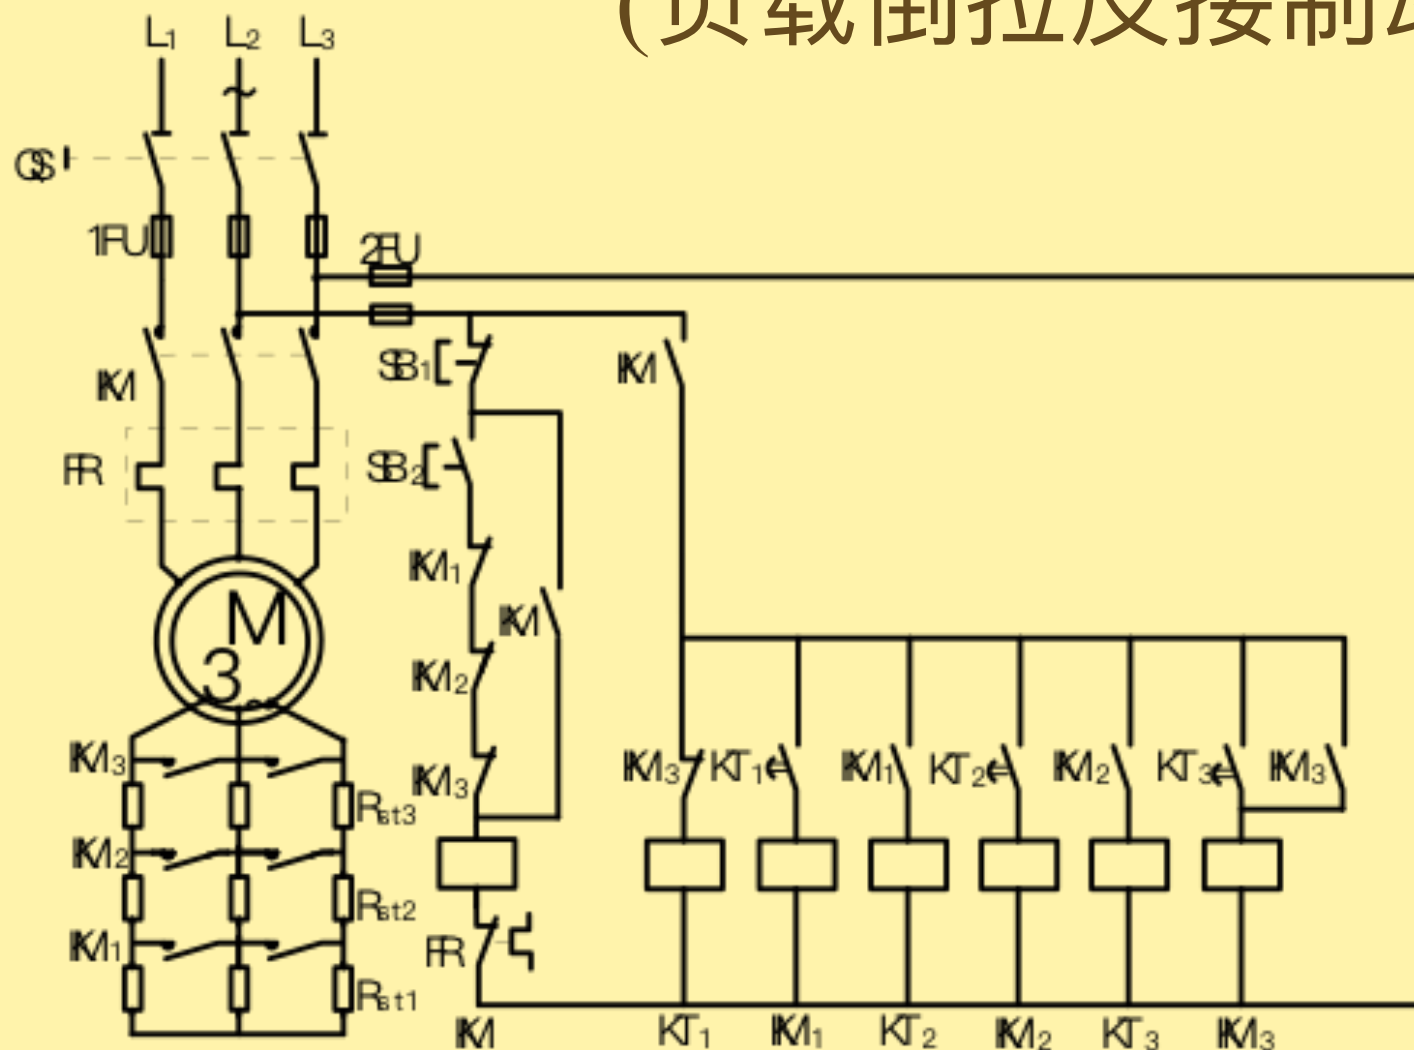 (负载倒拉反接制动
L1 L2 L3
~
QS
1FU
2FU
SB1
KM
KM
FR
SB2
KM1
KM
M
3~
KM2
KM3
KM3
KM3 KT1 KM1 KT2 KM2 KT3 KM3
Rst3
KM2
Rst2
KM1
FR
Rst1
KM KT1 KM1 KT2 KM2 KT3 KM3